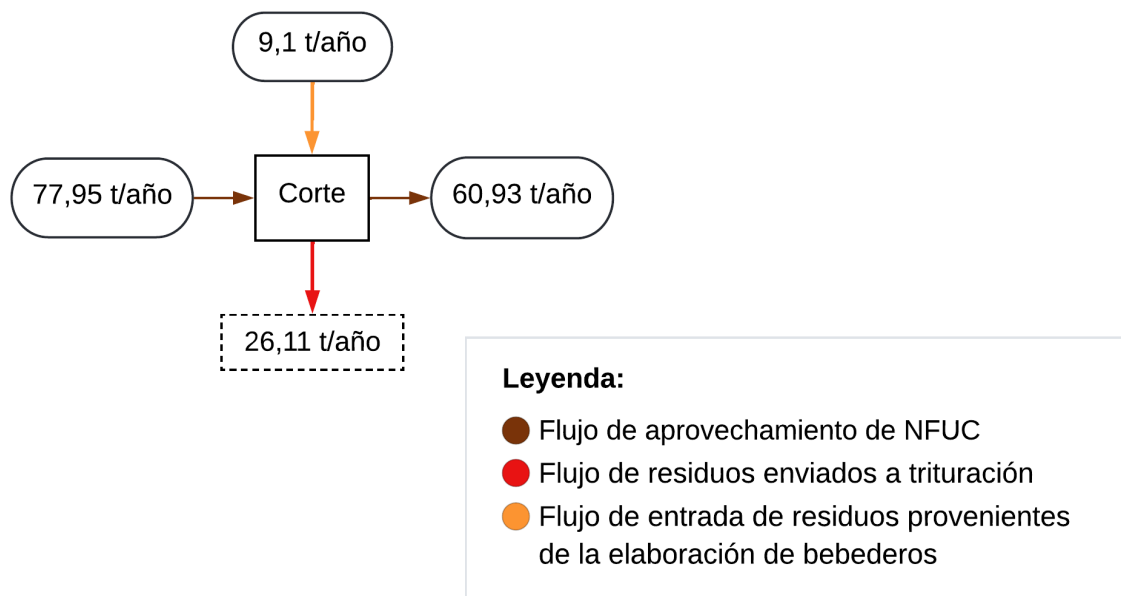 9,1 t/año
77,95 t/año
Corte
60,93 t/año
26,11 t/año
Leyenda:
Flujo de aprovechamiento de NFUC
Flujo de residuos enviados a trituración
Flujo de entrada de residuos provenientes
de la elaboración de bebederos